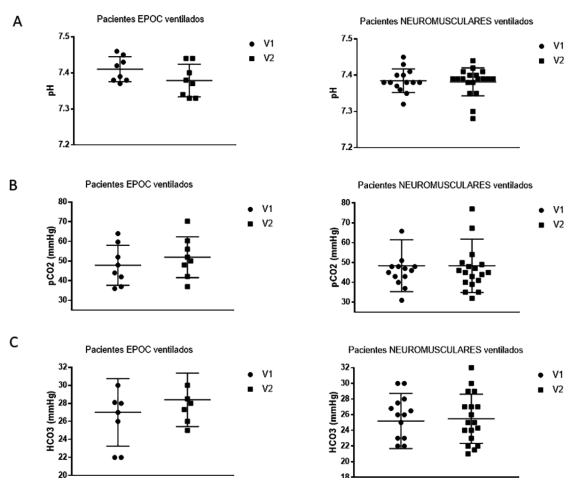 A
Pacientes EPOC ventilados
V1
V2
pH
7.5
7.4
7.3
7.2
Pacientes NEUROMUSCULARES ventilados
V1
V2
pH
7.5
7.4
7.3
7.2
B
Pacientes EPOC ventilados
V1
V2
pCO2 (mmHg)
80
70
60
50
40
30
Pacientes NEUROMUSCULARES ventilados
V1
V2
pCO2 (mmHg)
80
70
60
50
40
30
C
Pacientes EPOC ventilados
V1
V2
HCO3 (mmHg)
32
30
28
26
24
22
20
Pacientes NEUROMUSCULARES ventilados
V1
V2
HCO3 (mmHg)
32
30
28
26
24
22
20
18